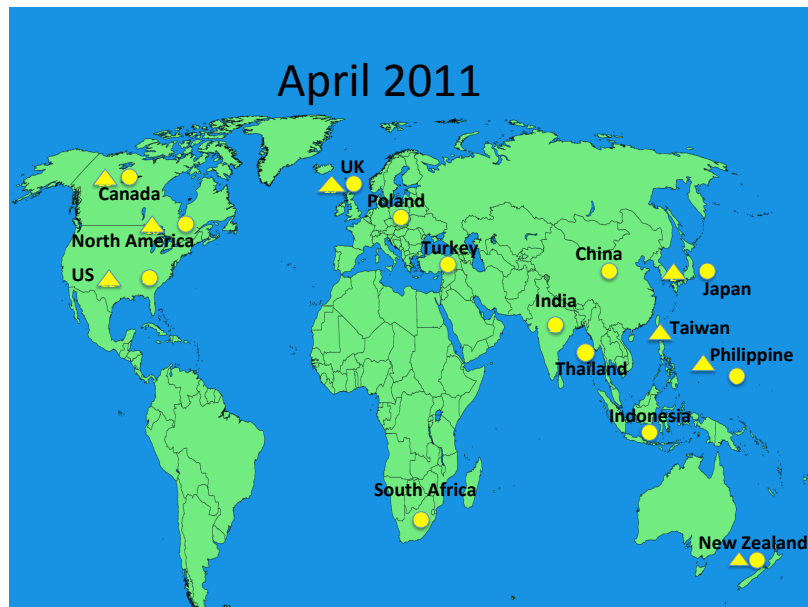 April 2011
UK
Canada
Poland
North America
Turkey
China
US
Japan
India
Taiwan
Philippine
Thailand
Indonesia
South Africa
New Zealand